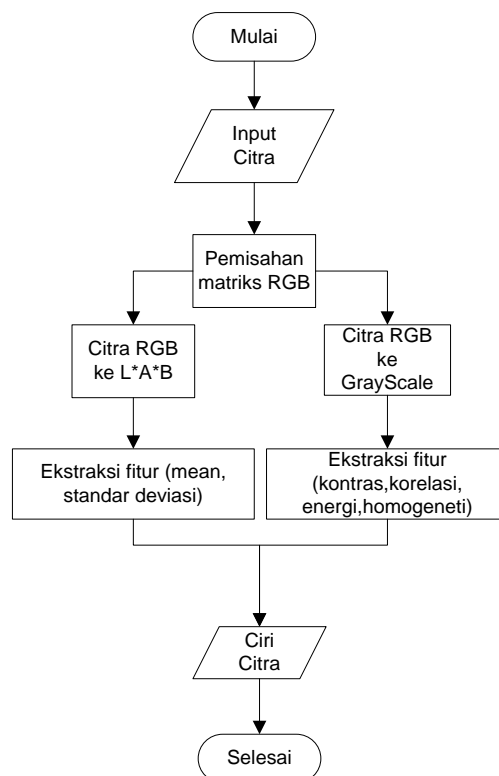 Mulai
Input
Citra
Pemisahan
matriks RGB
Citra RGB
ke L*A*B
Citra RGB
ke
GrayScale
Ekstraksi fitur (mean,
standar deviasi)
Ekstraksi fitur
(kontras,korelasi,
energi,homogeneti)
Ciri
Citra
Selesai